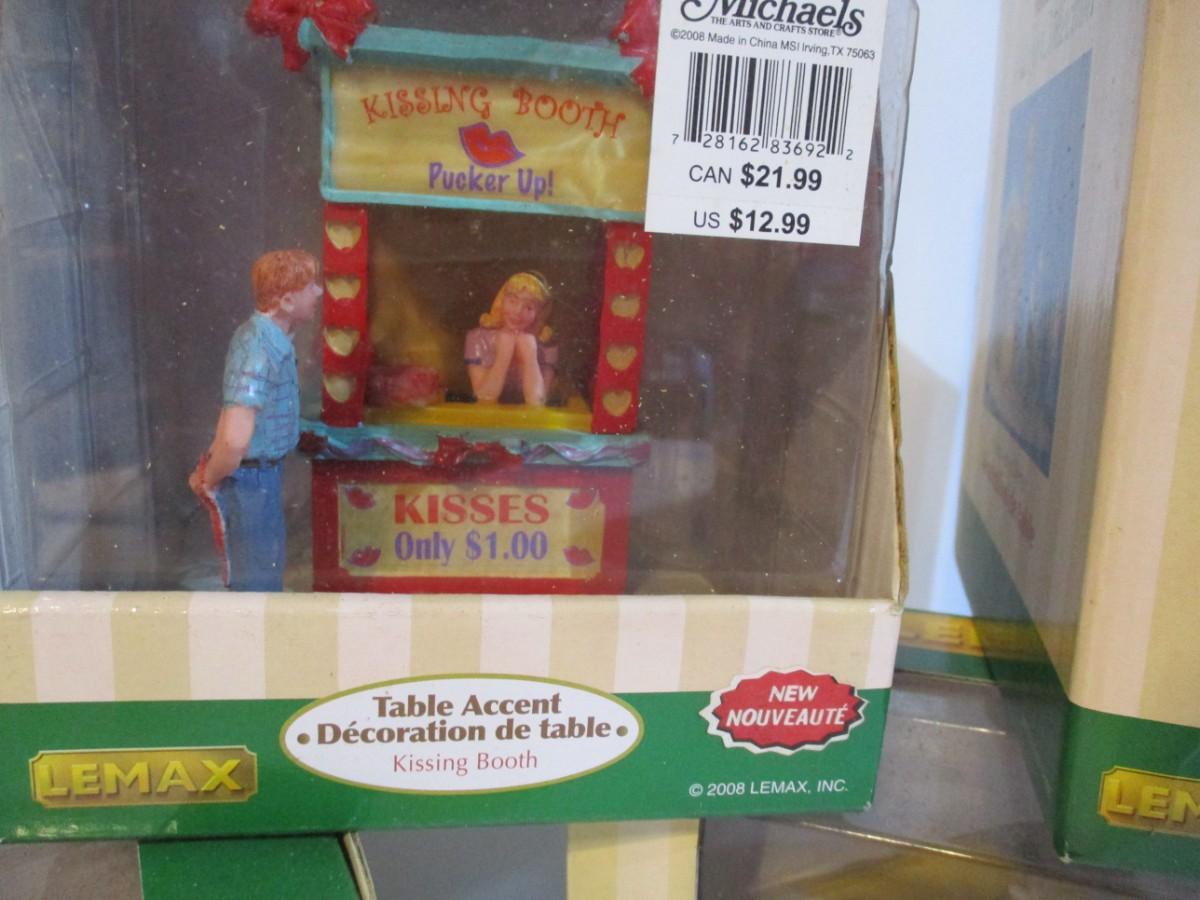 Michaels
THE ARTS AND CRAFTS STORE®
©2008 Made in China MSI Irving, TX 75063
7 28162 83692 2
CAN $21.99
US $12.99
KISSING BOOTH
Pucker Up!
KISSES
Only $1.00
Table Accent
• Décoration de table •
Kissing Booth
NEW
NOUVEAUTÉ
LEMAX
© 2008 LEMAX, INC.
LEM